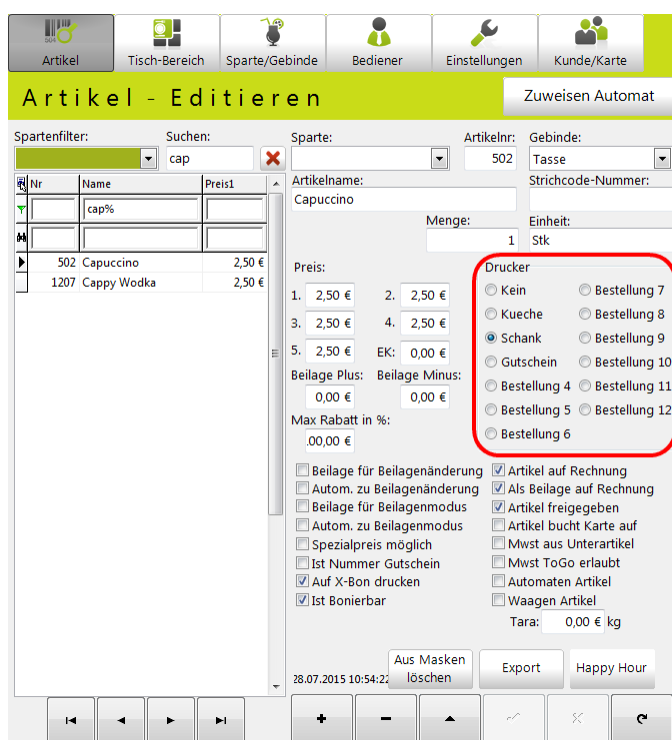 504
Artikel Tisch-Bereich Sparte/Gebinde Bediener Einstellungen Kunde/Karte
Artikel - Editieren
Zuweisen Automat
Spartenfilter: Suchen: Sparte: Artikelnr: Gebinde:
cap 502 Tasse
Nr Name Preis1
Artikelname: Strichcode-Nummer:
Capuccino
cap%
Menge: Einheit:
1 Stk
502 Capuccino 2,50 €
1207 Cappy Wodka 2,50 €
Preis:
1. 2,50 € 2. 2,50 €
3. 2,50 € 4. 2,50 €
5. 2,50 € EK: 0,00 €
Beilage Plus: Beilage Minus:
0,00 € 0,00 €
Max Rabatt in %:
.00,00 €
Drucker
Kein Bestellung 7
Kueche Bestellung 8
Schank Bestellung 9
Gutschein Bestellung 10
Bestellung 4 Bestellung 11
Bestellung 5 Bestellung 12
Bestellung 6
Beilage für Beilagenänderung Artikel auf Rechnung
Autom. zu Beilagenänderung Als Beilage auf Rechnung
Beilage für Beilagenmodus Artikel freigegeben
Autom. zu Beilagenmodus Artikel bucht Karte auf
Spezialpreis möglich Mwst aus Unterartikel
Ist Nummer Gutschein Mwst ToGo erlaubt
Auf X-Bon drucken Automaten Artikel
Ist Bonierbar Waagen Artikel
Tara: 0,00 € kg
28.07.2015 10:54:22 Aus Masken löschen Export Happy Hour